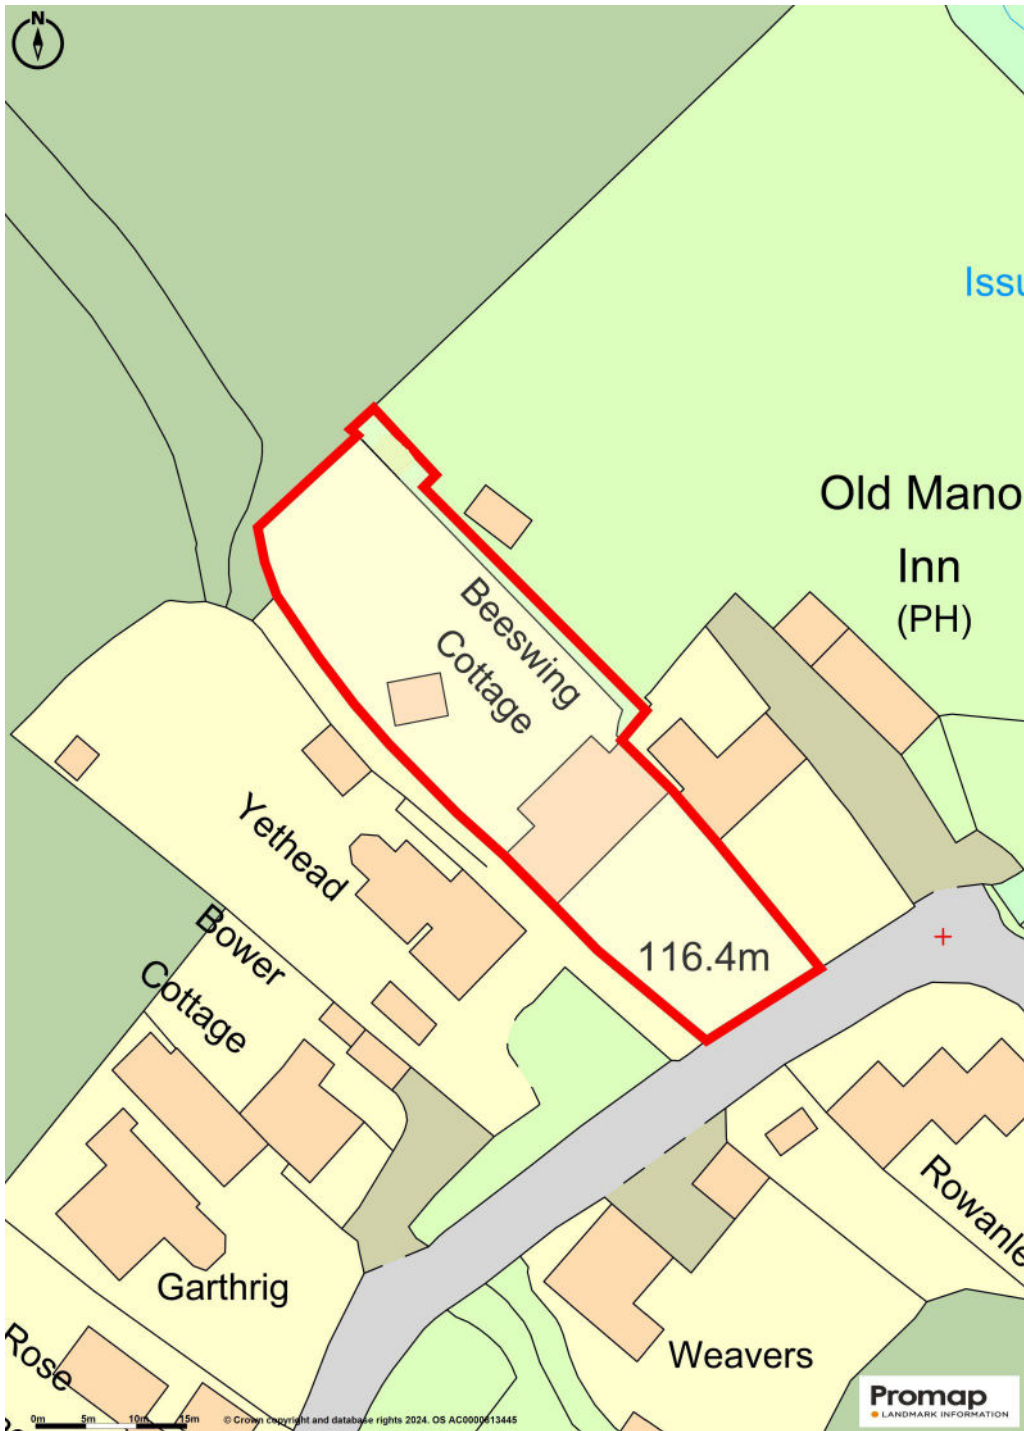 N
Issu
Old Mano
Inn
(PH)
Beeswing
Cottage
Yethead
116.4m
Bower
Cottage
Rowanle
Garthrig
Weavers
Rose
0m 5m 10m 15m
© Crown copyright and database rights 2024. OS AC0000813445
Promap
LANDMARK INFORMATION